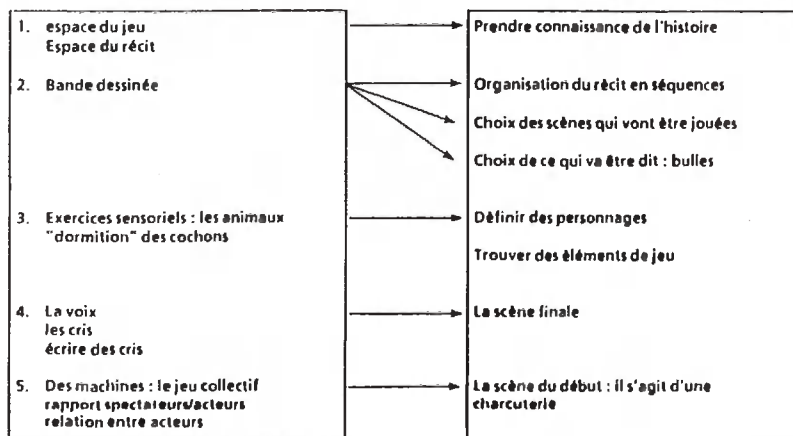 1. espace du jeu
Espace du récit
Prendre connaissance de l'histoire
2. Bande dessinée
Organisation du récit en séquences
Choix des scènes qui vont être jouées
Choix de ce qui va être dit : bulles
3. Exercices sensoriels : les animaux
"dormition" des cochons
Définir des personnages
Trouver des éléments de jeu
4. La voix
les cris
écrire des cris
La scène finale
5. Des machines : le jeu collectif
rapport spectateurs/acteurs
relation entre acteurs
La scène du début : il s'agit d'une
charcuterie